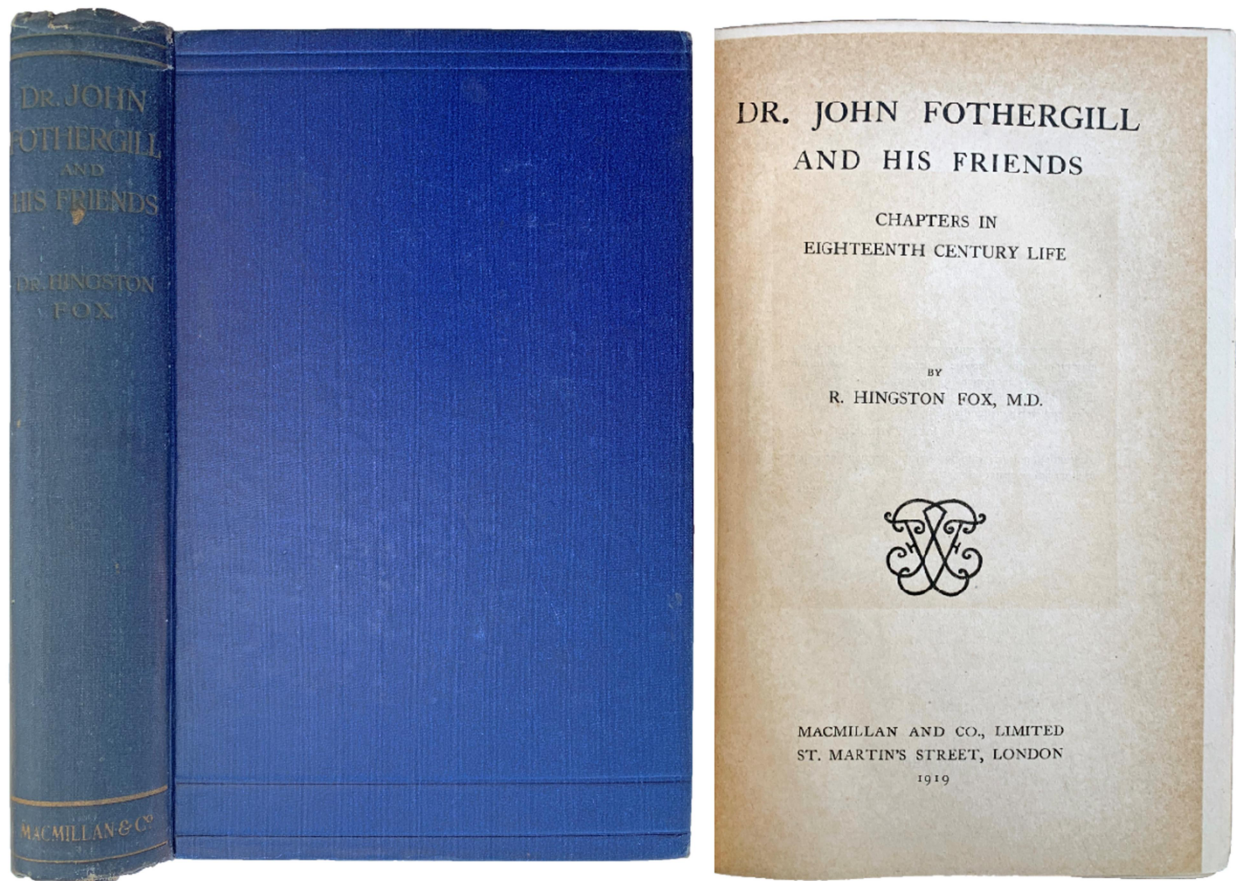 DR. JOHN
FOTHERGILL
AND
HIS FRIENDS
DR. HINGSTON
FOX
MACMILLAN & Co.
DR. JOHN FOTHERGILL
AND HIS FRIENDS
CHAPTERS IN
EIGHTEENTH CENTURY LIFE
BY
R. HINGSTON FOX, M.D.
MACMILLAN AND CO., LIMITED
ST. MARTIN'S STREET, LONDON
1919